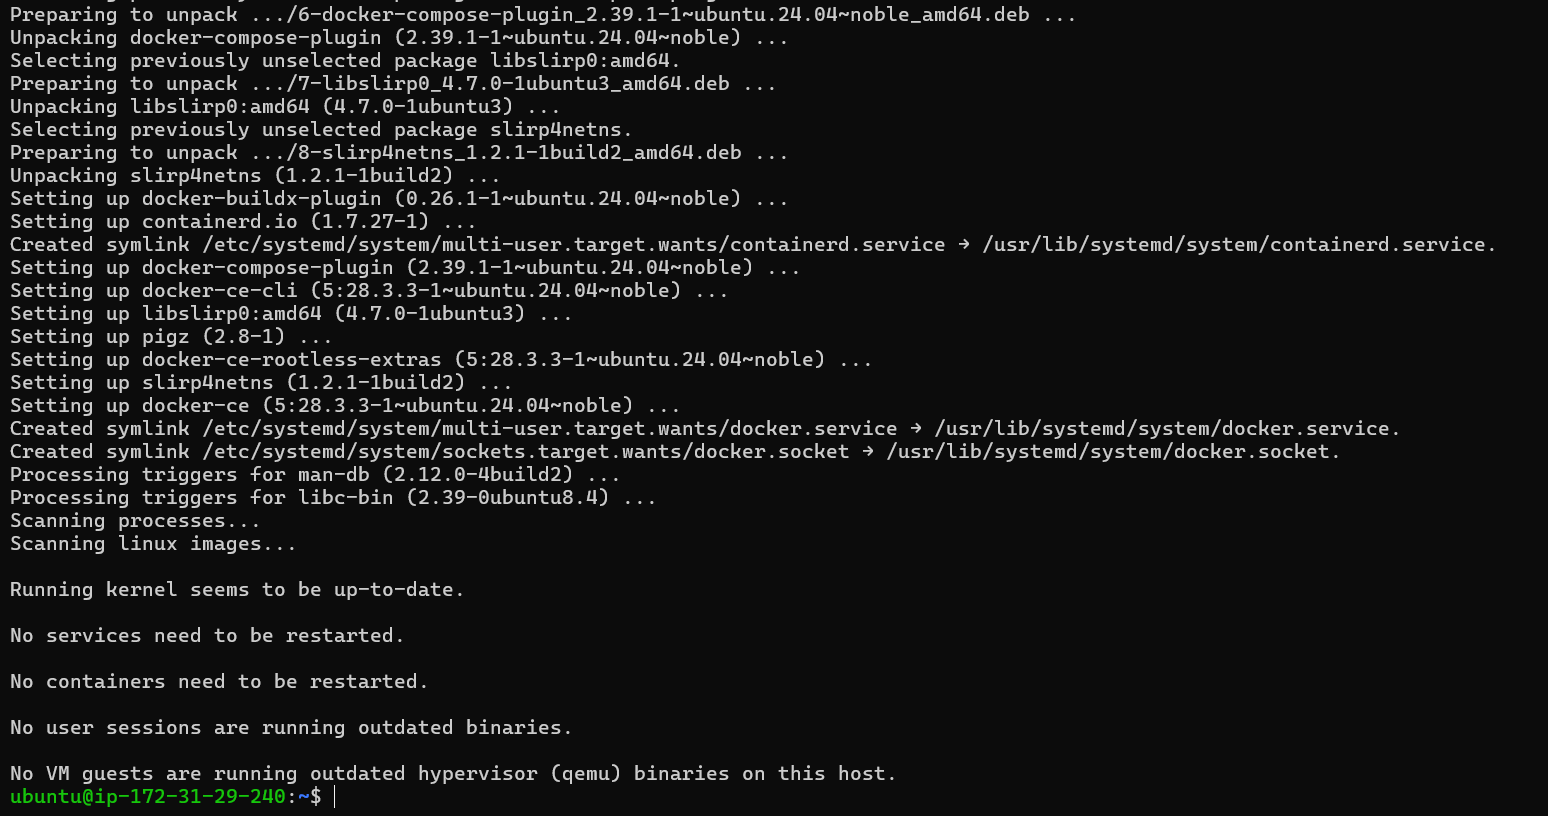 Preparing to unpack .../6-docker-compose-plugin_2.39.1-1~ubuntu.24.04~noble_amd64.deb ...
Unpacking docker-compose-plugin (2.39.1-1~ubuntu.24.04~noble) ...
Selecting previously unselected package libslirp0:amd64.
Preparing to unpack .../7-libslirp0_4.7.0-1ubuntu3_amd64.deb ...
Unpacking libslirp0:amd64 (4.7.0-1ubuntu3) ...
Selecting previously unselected package slirp4netns.
Preparing to unpack .../8-slirp4netns_1.2.1-1build2_amd64.deb ...
Unpacking slirp4netns (1.2.1-1build2) ...
Setting up docker-buildx-plugin (0.26.1-1~ubuntu.24.04~noble) ...
Setting up containerd.io (1.7.27-1) ...
Created symlink /etc/systemd/system/multi-user.target.wants/containerd.service → /usr/lib/systemd/system/containerd.service.
Setting up docker-compose-plugin (2.39.1-1~ubuntu.24.04~noble) ...
Setting up docker-ce-cli (5:28.3.3-1~ubuntu.24.04~noble) ...
Setting up libslirp0:amd64 (4.7.0-1ubuntu3) ...
Setting up pigz (2.8-1) ...
Setting up docker-ce-rootless-extras (5:28.3.3-1~ubuntu.24.04~noble) ...
Setting up slirp4netns (1.2.1-1build2) ...
Setting up docker-ce (5:28.3.3-1~ubuntu.24.04~noble) ...
Created symlink /etc/systemd/system/multi-user.target.wants/docker.service → /usr/lib/systemd/system/docker.service.
Created symlink /etc/systemd/system/sockets.target.wants/docker.socket → /usr/lib/systemd/system/docker.socket.
Processing triggers for man-db (2.12.0-4build2) ...
Processing triggers for libc-bin (2.39-0ubuntu8.4) ...
Scanning processes...
Scanning linux images...
Running kernel seems to be up-to-date.
No services need to be restarted.
No containers need to be restarted.
No user sessions are running outdated binaries.
No VM guests are running outdated hypervisor (qemu) binaries on this host.
ubuntu@ip-172-31-29-240:~$